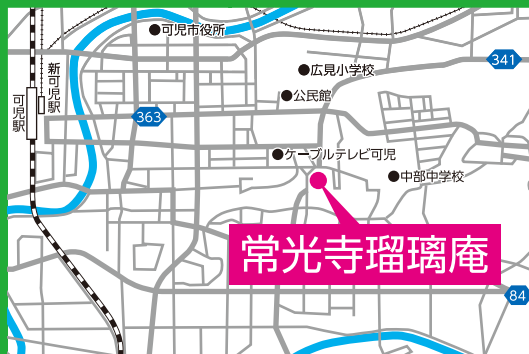 可児市役所
341
新可児駅
広見小学校
可児駅
公民館
363
ケーブルテレビ可児
中部中学校
常光寺瑠璃庵
84